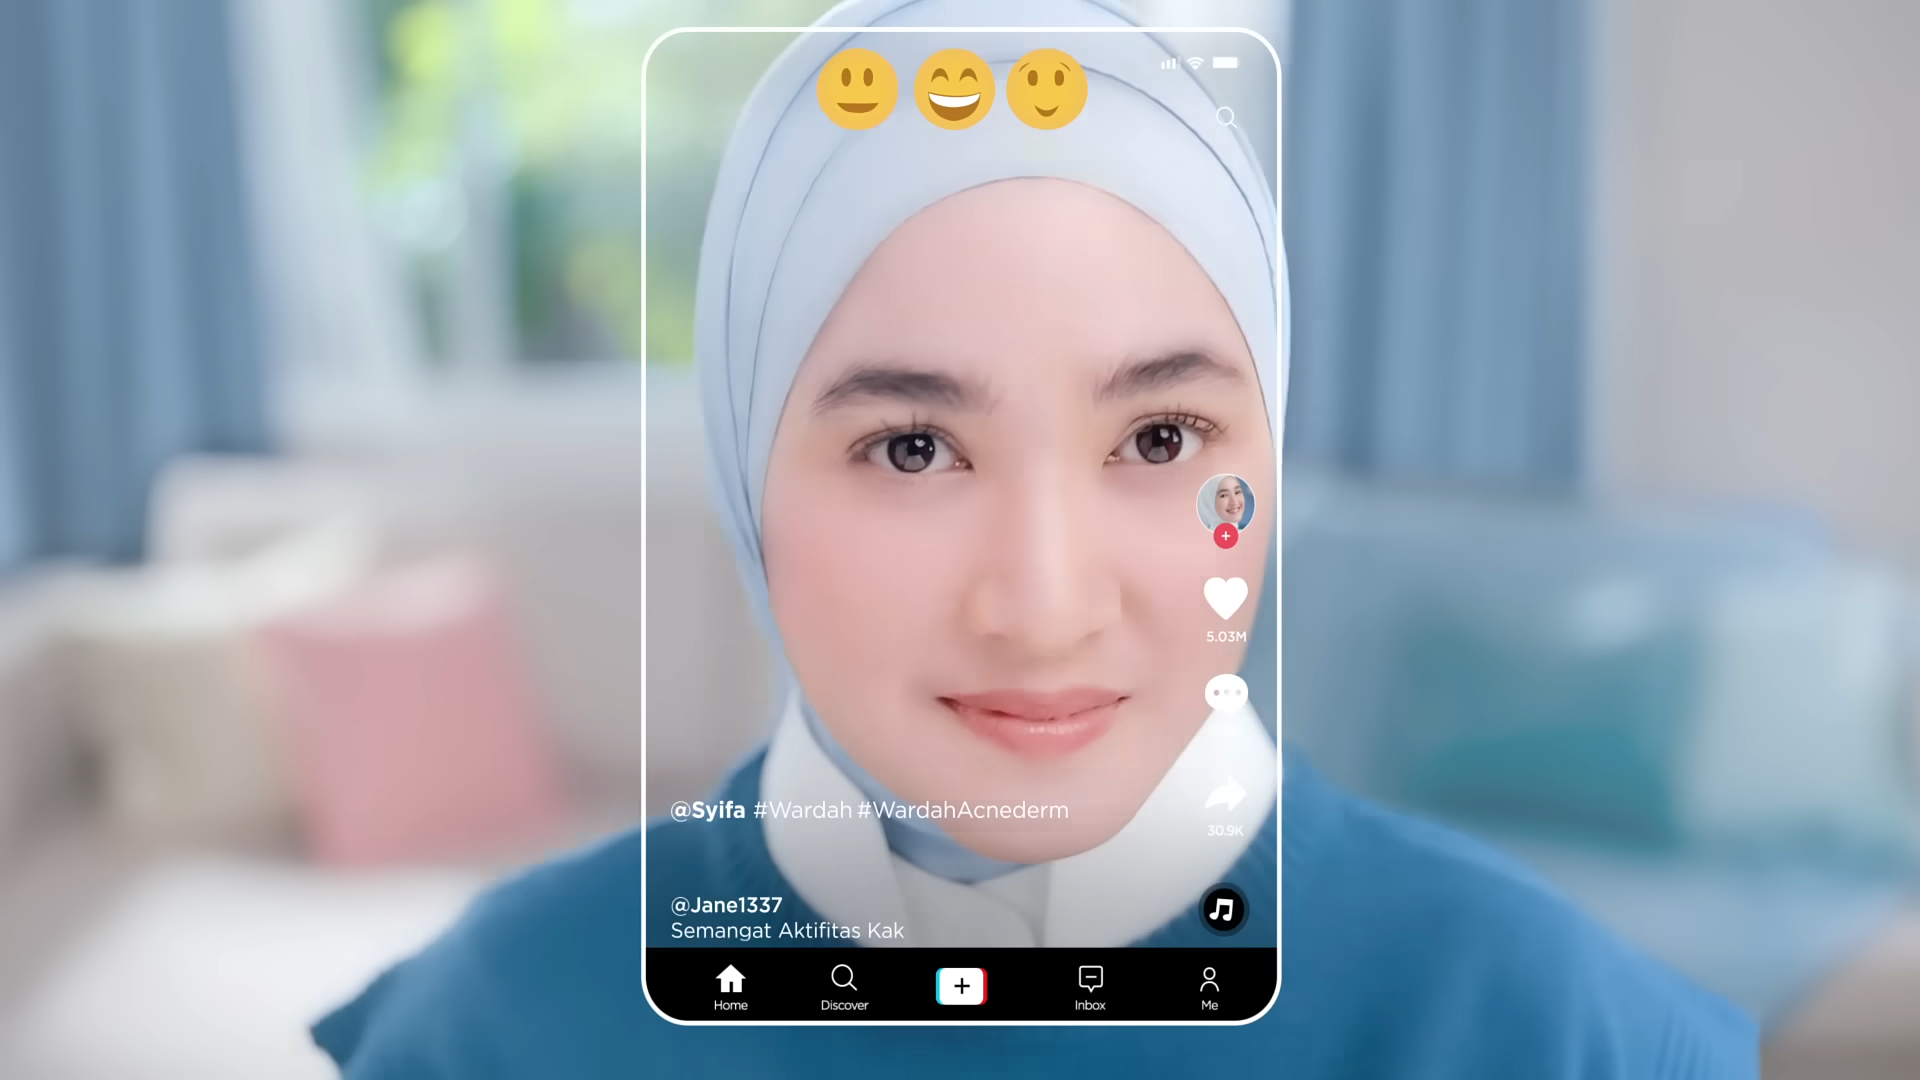 5.03M
@Syifa #Wardah #WardahAcnederm
30.9K
@Jane1337
Semangat Aktifitas Kak
Home Discover Inbox Me